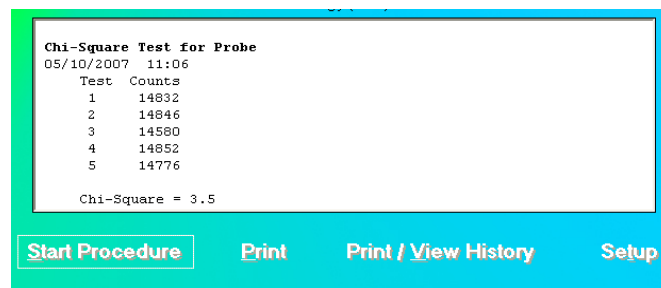 Chi-Square Test for Probe
05/10/2007 11:06
Test Counts
1 14832
2 14846
3 14580
4 14852
5 14776
Chi-Square = 3.5
Start Procedure Print Print / View History Setup